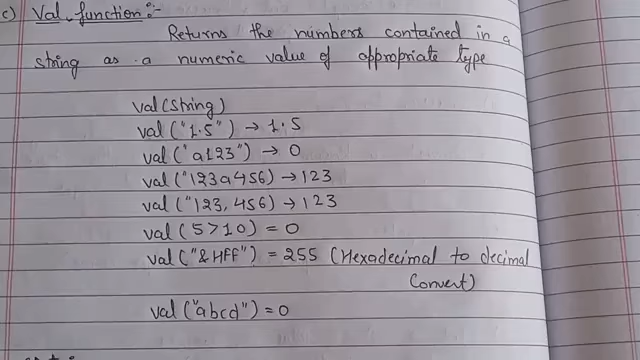 c) Val function:-
Returns the numbers contained in a
string as a numeric value of appropriate type
val(String)
val("1.5") → 1.5
val("a123") → 0
val("123a456) → 123
val("123,456) → 123
val(5>10) = 0
val("&HFF") = 255 (Hexadecimal to decimal
Convert)
val("abcd") = 0